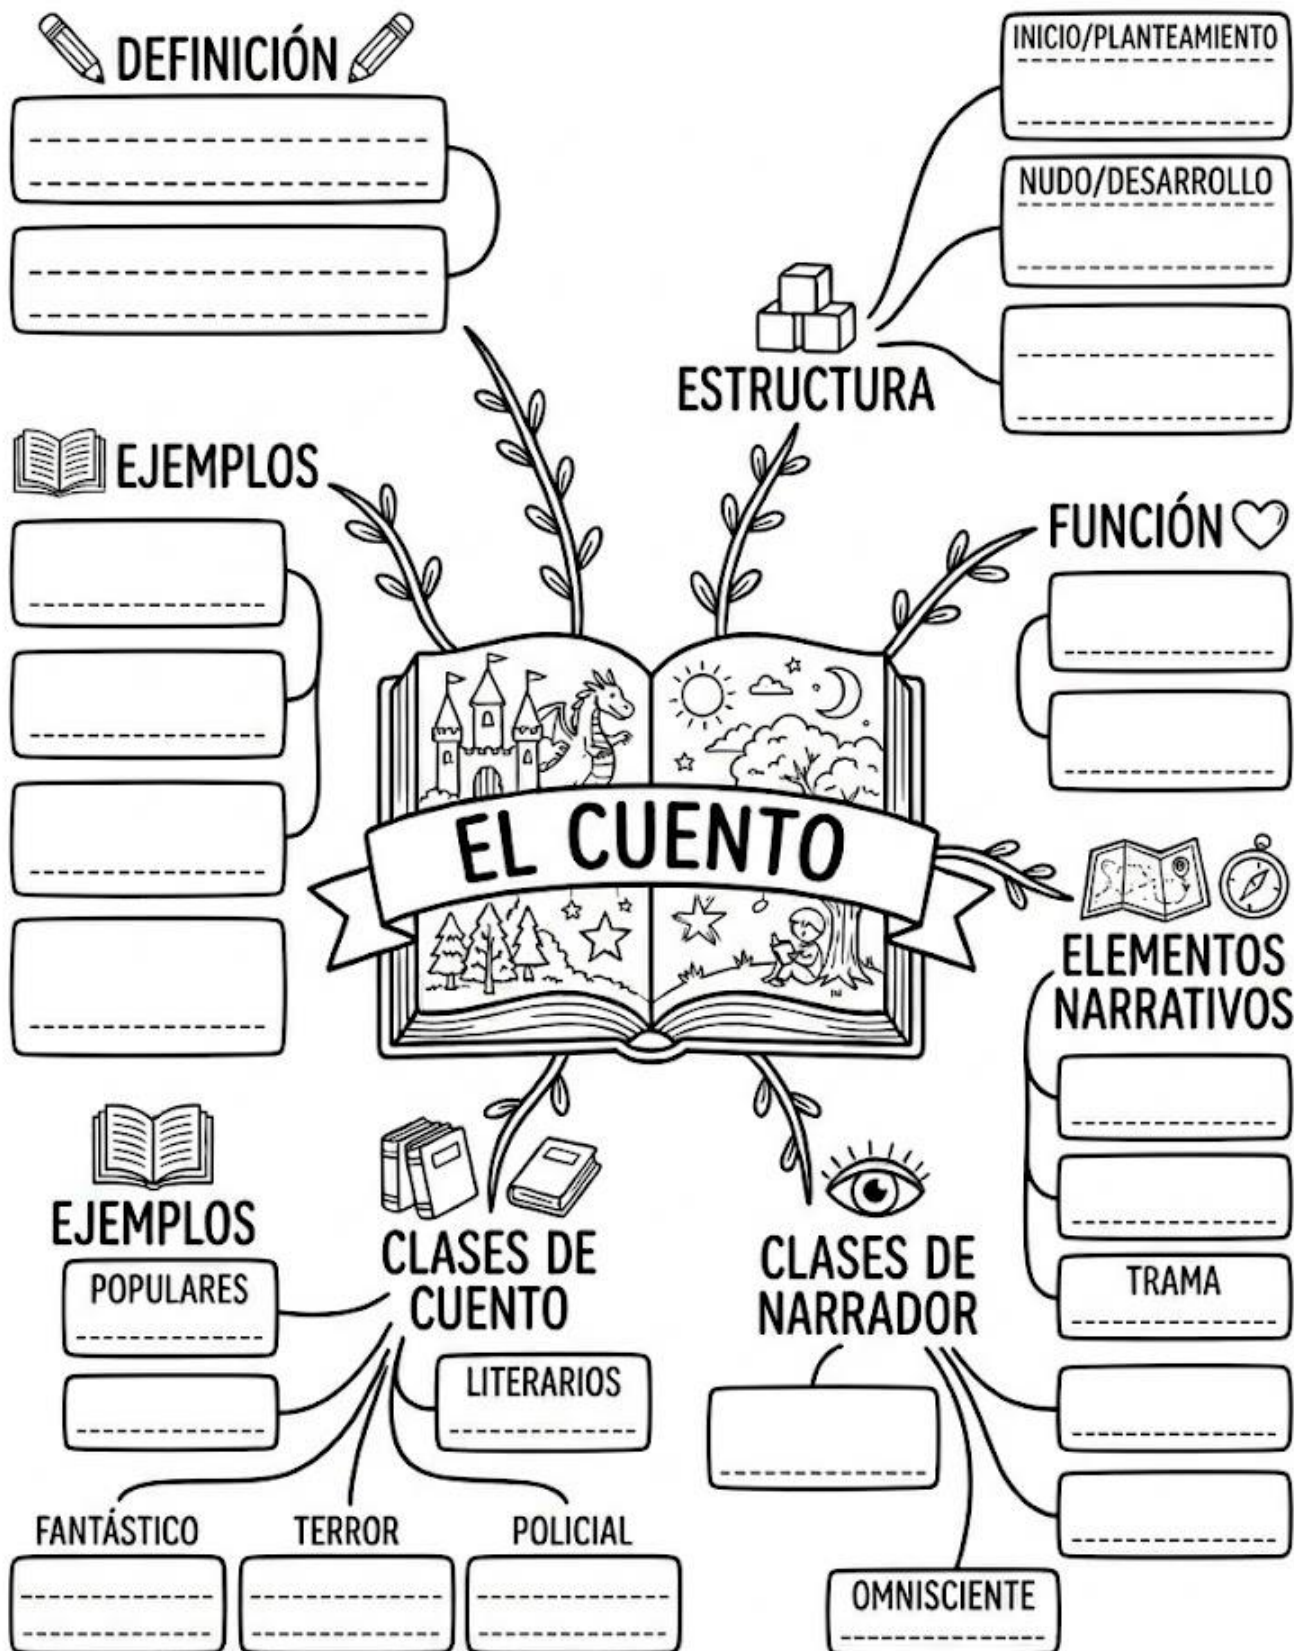 DEFINICIÓN
INICIO/PLANTEAMIENTO
NUDO/DESARROLLO
ESTRUCTURA
EJEMPLOS
FUNCIÓN
EL CUENTO
ELEMENTOS
NARRATIVOS
TRAMA
EJEMPLOS
POPULARES
CLASES DE
CUENTO
LITERARIOS
FANTÁSTICO
TERROR
POLICIAL
CLASES DE
NARRADOR
OMNISCIENTE